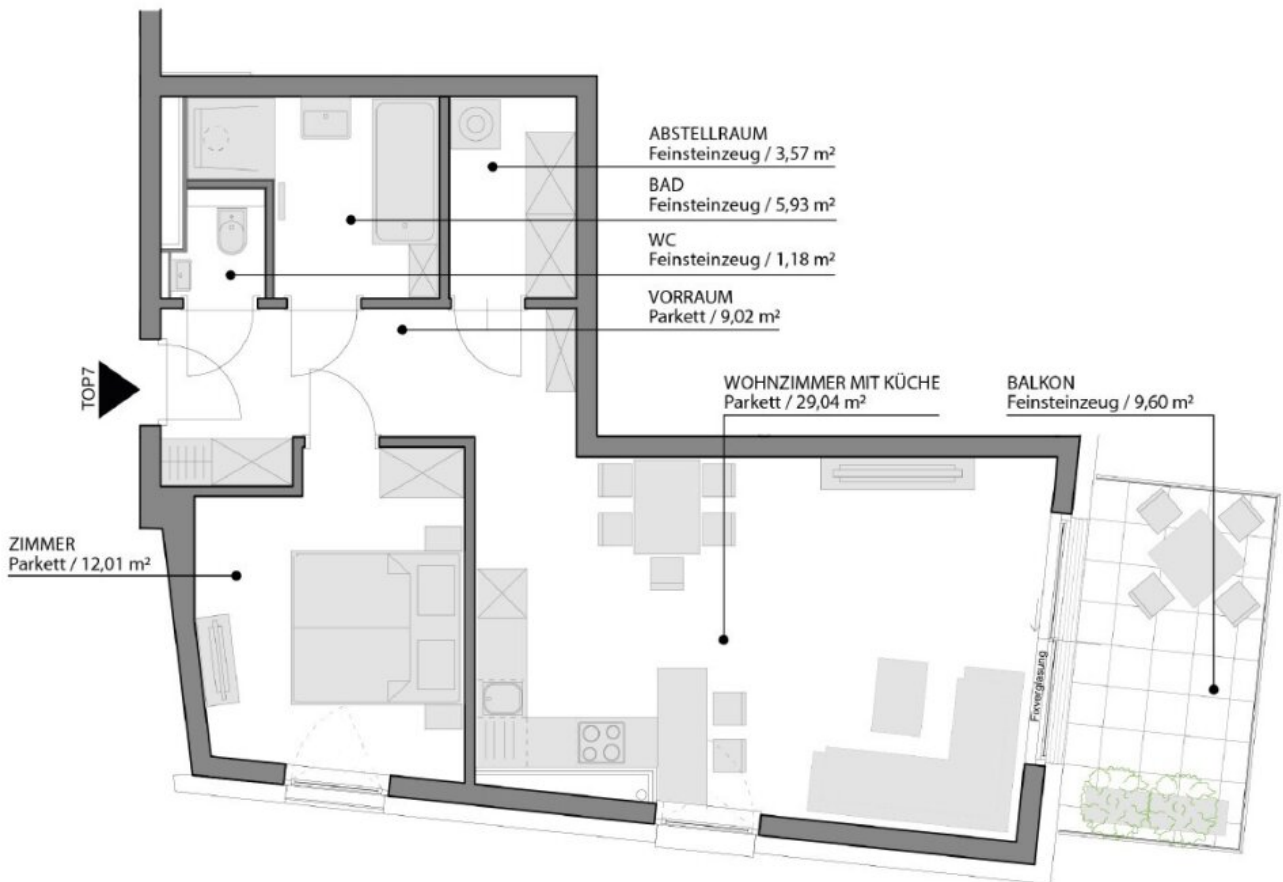 ABSTELLRAUM
Feinsteinzeug / 3,57 m²
BAD
Feinsteinzeug / 5,93 m²
WC
Feinsteinzeug / 1,18 m²
VORRAUM
Parkett / 9,02 m²
TOP7
WOHNZIMMER MIT KÜCHE
Parkett / 29,04 m²
BALKON
Feinsteinzeug / 9,60 m²
ZIMMER
Parkett / 12,01 m²
Fixverglasung